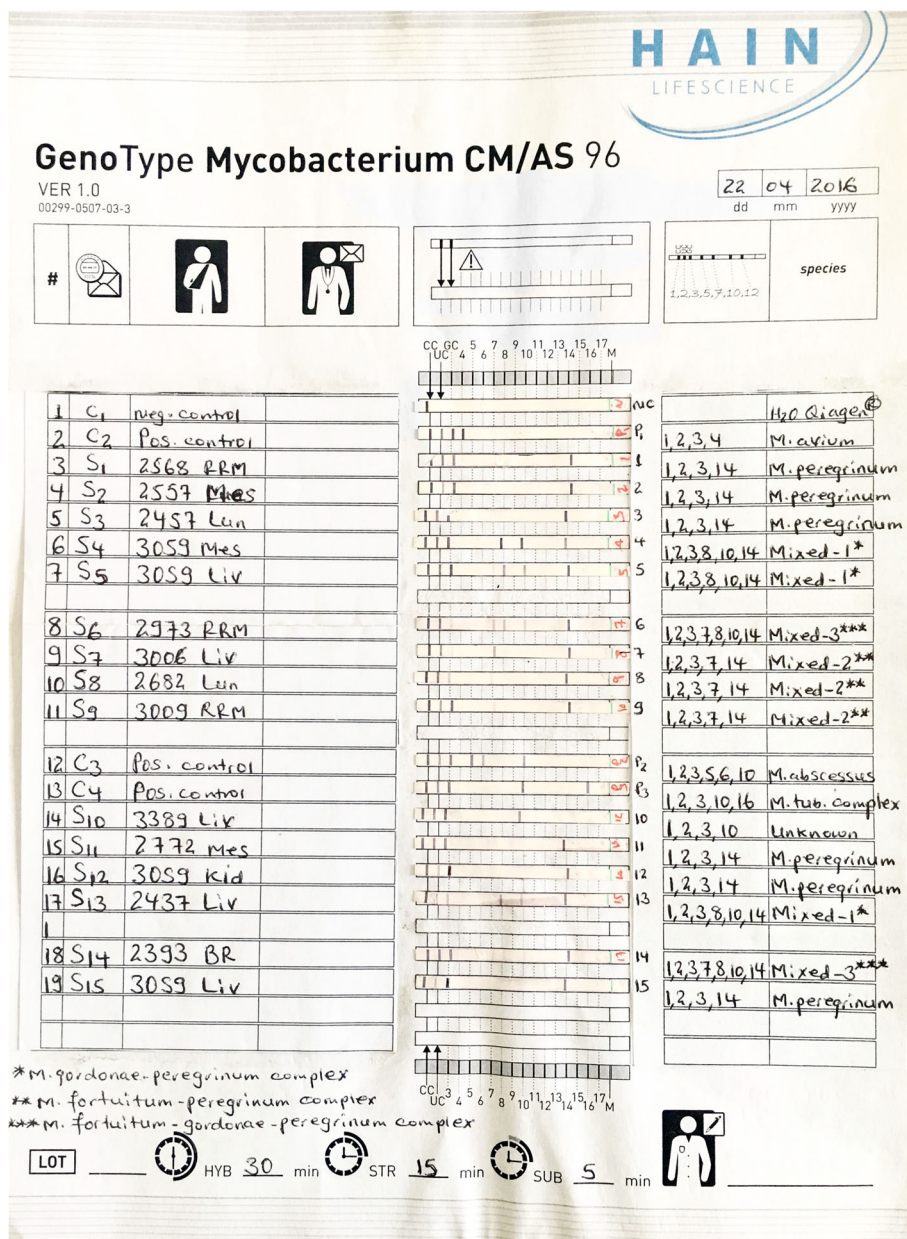 HAIN
LIFESCIENCE
GenoType Mycobacterium CM/AS 96
VER 1.0
00299-0507-03-3
22 04 2016
dd mm yyyy
# 1,2,3,5,7,10,12 species
CC GC 5 7 9 11 13 15 17
UC 4 6 8 10 12 14 16 M
1 C1 Neg. control NC H2O Qiagen®
2 C2 Pos. control P1 1,2,3,4 M. avium
3 S1 2568 RRM 1 1,2,3,14 M. peregrinum
4 S2 2557 Mes 2 1,2,3,14 M. peregrinum
5 S3 2457 Lun 3 1,2,3,14 M. peregrinum
6 S4 3059 Mes 4 1,2,3,8,10,14 Mixed-1*
7 S5 3059 Liv 5 1,2,3,8,10,14 Mixed-1*
8 S6 2973 RRM 6 1,2,3,7,8,10,14 Mixed-3***
9 S7 3006 Liv 7 1,2,3,7,14 Mixed-2**
10 S8 2682 Lun 8 1,2,3,7,14 Mixed-2**
11 S9 3009 RRM 9 1,2,3,7,14 Mixed-2**
12 C3 Pos. control P2 1,2,3,5,6,10 M. abscessus
13 C4 Pos. control P3 1,2,3,10,16 M. tub. complex
14 S10 3389 Liv 10 1,2,3,10 Unknown
15 S11 2772 Mes 11 1,2,3,14 M. peregrinum
16 S12 3059 Kid 12 1,2,3,14 M. peregrinum
17 S13 2437 Liv 13 1,2,3,8,10,14 Mixed-1*
1
18 S14 2393 BR 14 1,2,3,7,8,10,14 Mixed-3***
19 S15 3059 Liv 15 1,2,3,14 M. peregrinum
CC 3 5 6 7 8 9 10 11 12 13 14 15 16 17 M
UC 4
*M. gordonae-peregrinum complex
** M. fortuitum-peregrinum complex
*** M. fortuitum-gordonae-peregrinum complex
LOT HYB 30 min STR 15 min SUB 5 min